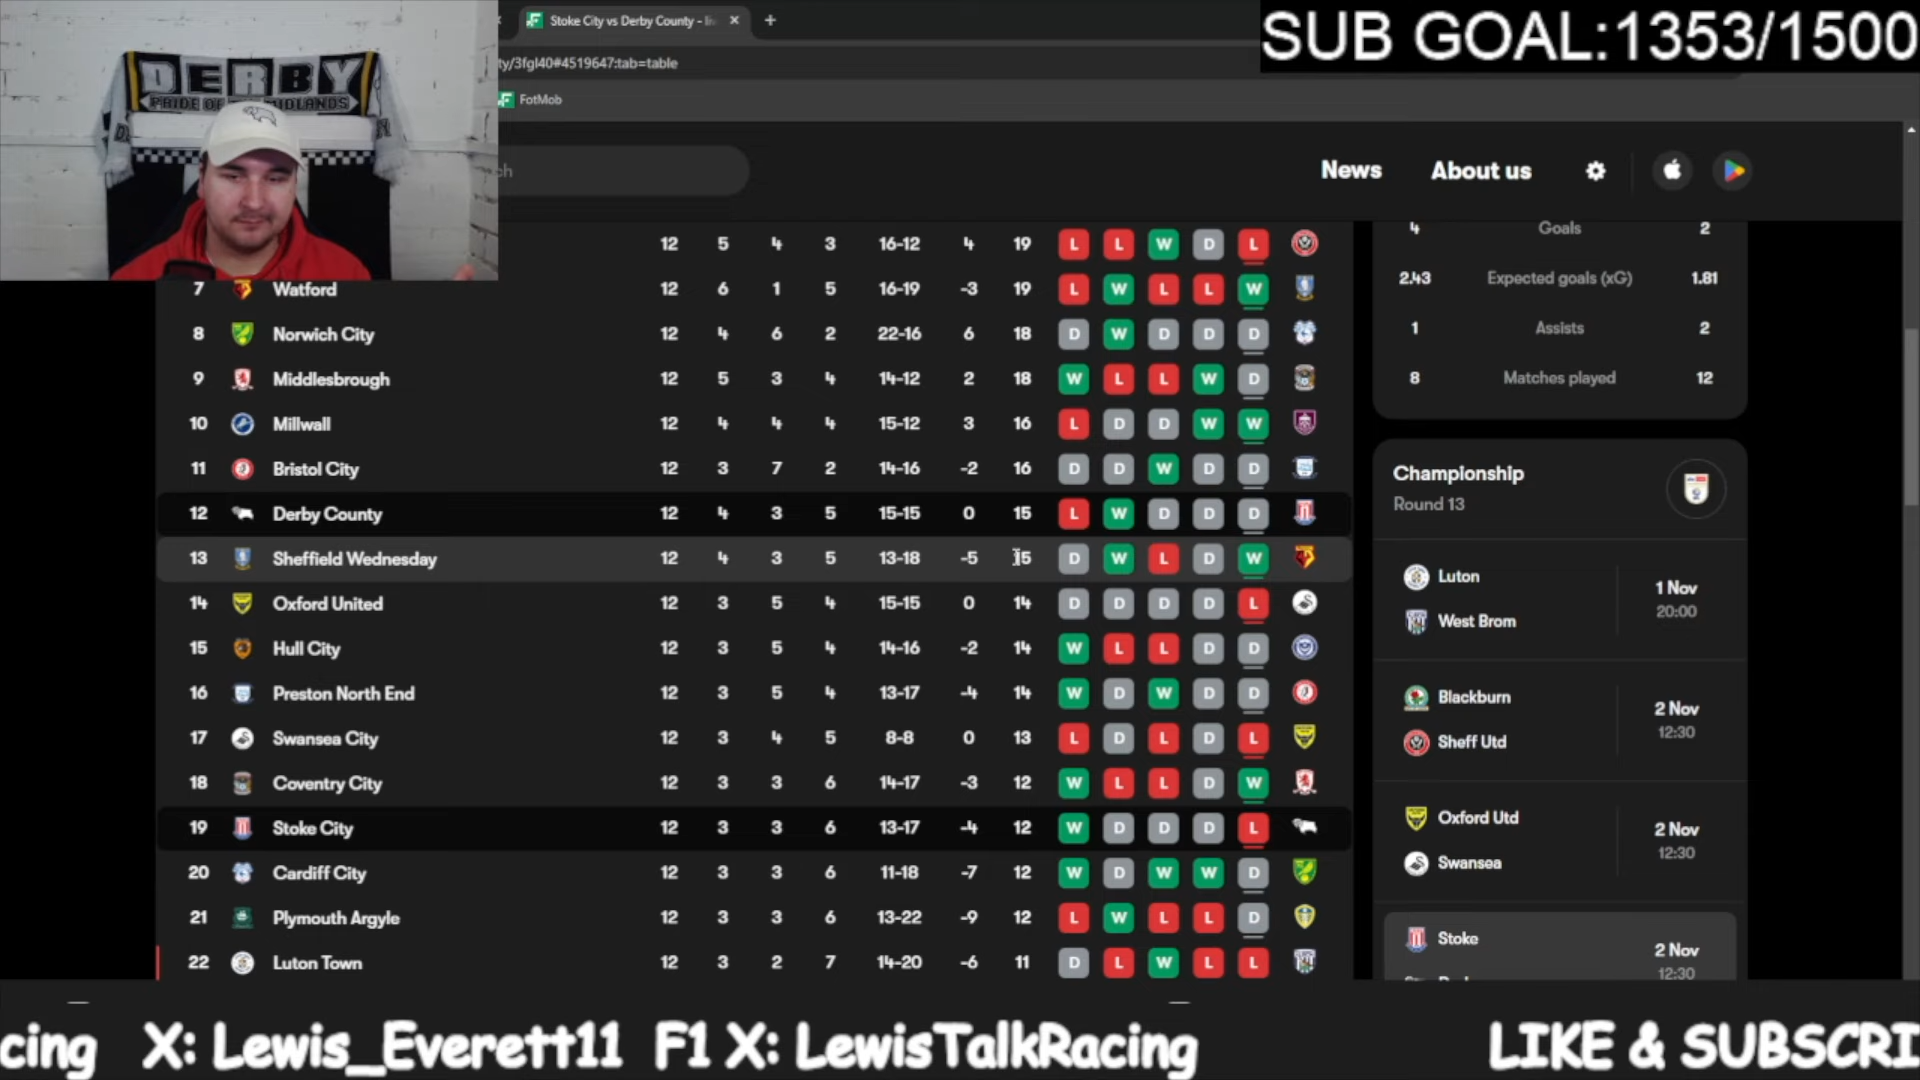 Stoke City vs Derby County - li
SUB GOAL:1353/1500
ty/3fgl40#4519647:tab=table
FotMob
DERBY
PRIDE OF THE MIDLANDS
ch
News About us
12 5 4 3 16-12 4 19 L L W D L
7 Watford 12 6 1 5 16-19 -3 19 L W L L W
8 Norwich City 12 4 6 2 22-16 6 18 D W D D D
9 Middlesbrough 12 5 3 4 14-12 2 18 W L L W D
10 Millwall 12 4 4 4 15-12 3 16 L D D W W
11 Bristol City 12 3 7 2 14-16 -2 16 D D W D D
12 Derby County 12 4 3 5 15-15 0 15 L W D D D
13 Sheffield Wednesday 12 4 3 5 13-18 -5 15 D W L D W
14 Oxford United 12 3 5 4 15-15 0 14 D D D D L
15 Hull City 12 3 5 4 14-16 -2 14 W L L D D
16 Preston North End 12 3 5 4 13-17 -4 14 W D W D D
17 Swansea City 12 3 4 5 8-8 0 13 L D L D L
18 Coventry City 12 3 3 6 14-17 -3 12 W L L D W
19 Stoke City 12 3 3 6 13-17 -4 12 W D D D L
20 Cardiff City 12 3 3 6 11-18 -7 12 W D W W D
21 Plymouth Argyle 12 3 3 6 13-22 -9 12 L W L L D
22 Luton Town 12 3 2 7 14-20 -6 11 D L W L L
4 Goals 2
2.43 Expected goals (xG) 1.81
1 Assists 2
8 Matches played 12
Championship
Round 13
Luton
West Brom
1 Nov
20:00
Blackburn
Sheff Utd
2 Nov
12:30
Oxford Utd
Swansea
2 Nov
12:30
Stoke
2 Nov
12:30
cing X: Lewis_Everett11 F1 X: LewisTalkRacing LIKE & SUBSCRI